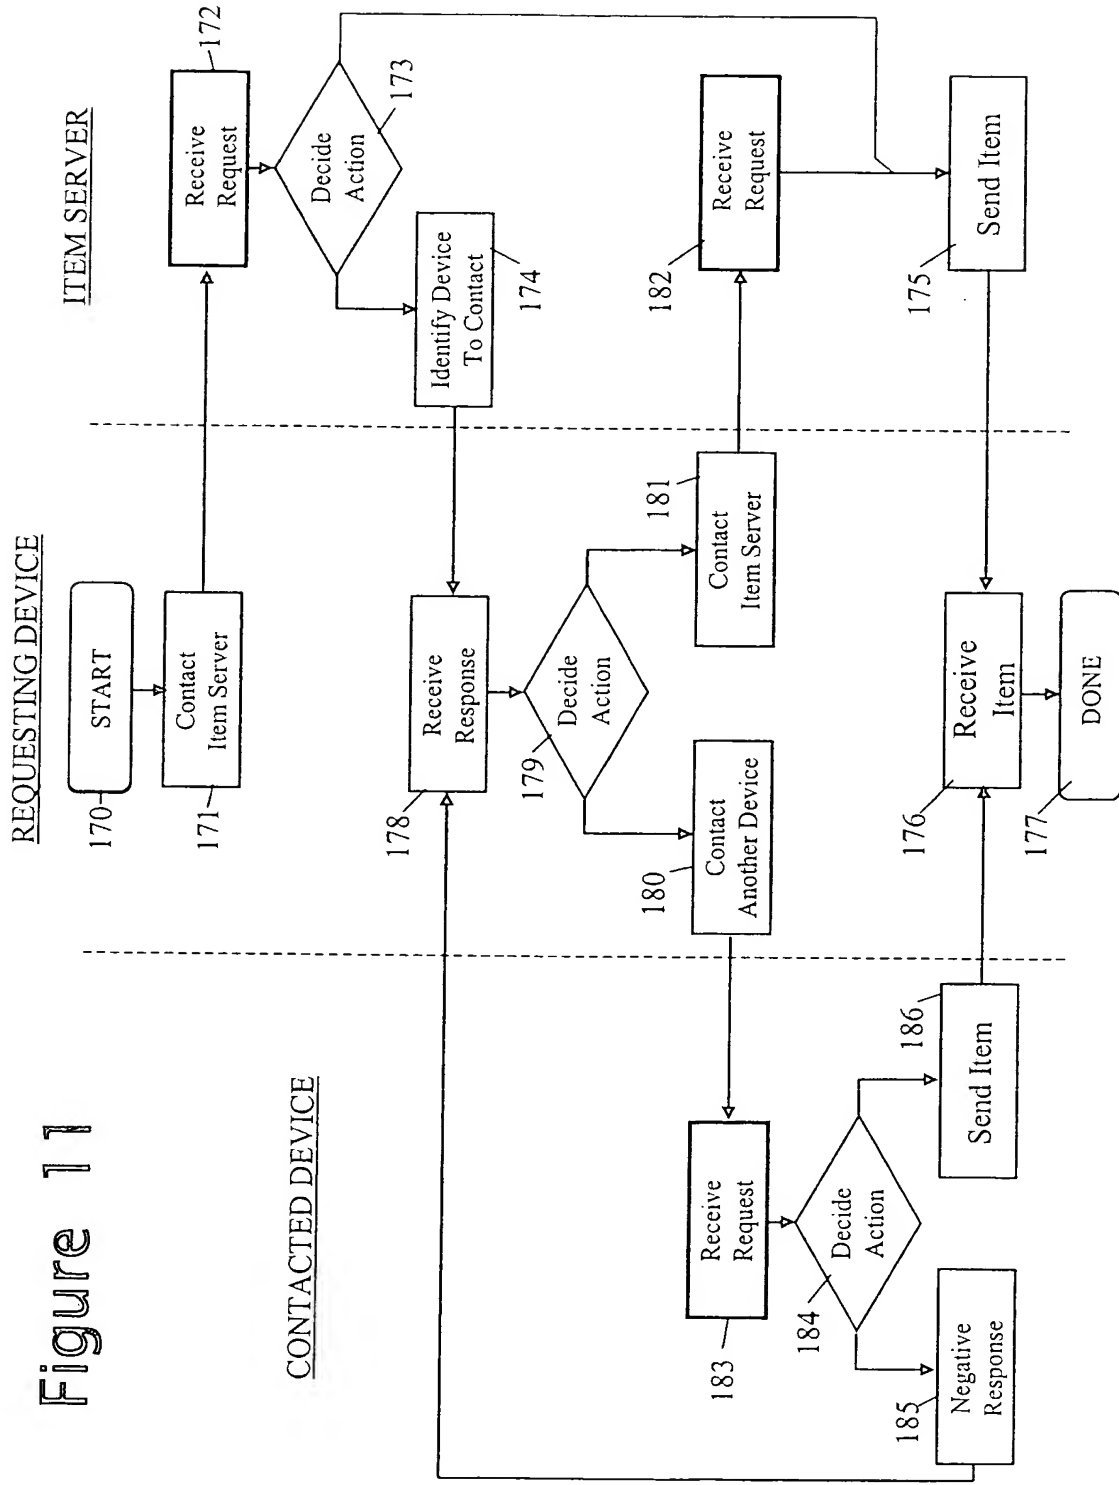 Figure 11
CONTACTED DEVICE
REQUESTING DEVICE
ITEM SERVER
170
START
171
Contact
Item Server
172
Receive
Request
173
Decide
Action
174
Identify Device
To Contact
178
Receive
Response
179
Decide
Action
180
Contact
Another Device
181
Contact
Item Server
182
Receive
Request
183
Receive
Request
184
Decide
Action
185
Negative
Response
186
Send Item
175
Send Item
176
Receive
Item
177
DONE